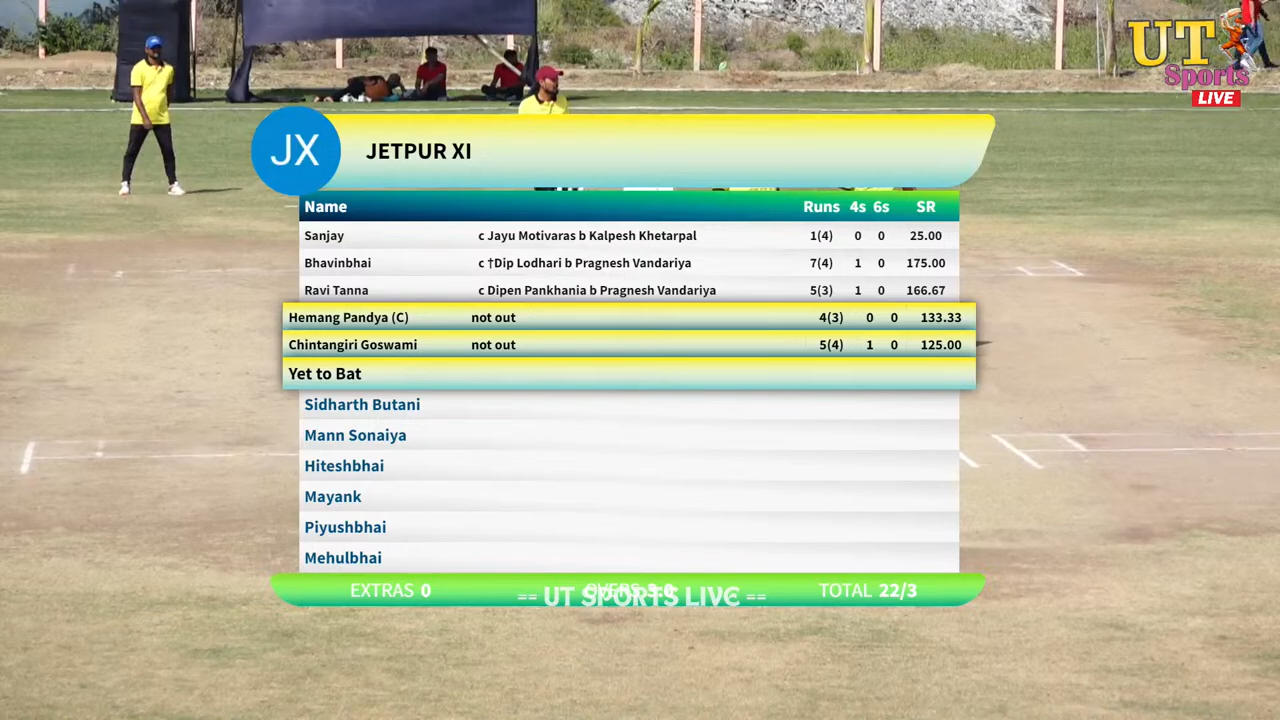 UT
Sports
LIVE
JX
JETPUR XI
Name Runs 4s 6s SR
Sanjay c Jayu Motivaras b Kalpesh Khetarpal 1(4) 0 0 25.00
Bhavinbhai c †Dip Lodhari b Pragnesh Vandariya 7(4) 1 0 175.00
Ravi Tanna c Dipen Pankhania b Pragnesh Vandariya 5(3) 1 0 166.67
Hemang Pandya (C) not out 4(3) 0 0 133.33
Chintangiri Goswami not out 5(4) 1 0 125.00
Yet to Bat
Sidharth Butani
Mann Sonaiya
Hiteshbhai
Mayank
Piyushbhai
Mehulbhai
EXTRAS 0 OVERS 3.0 TOTAL 22/3
== UT SPORTS LIVE ==